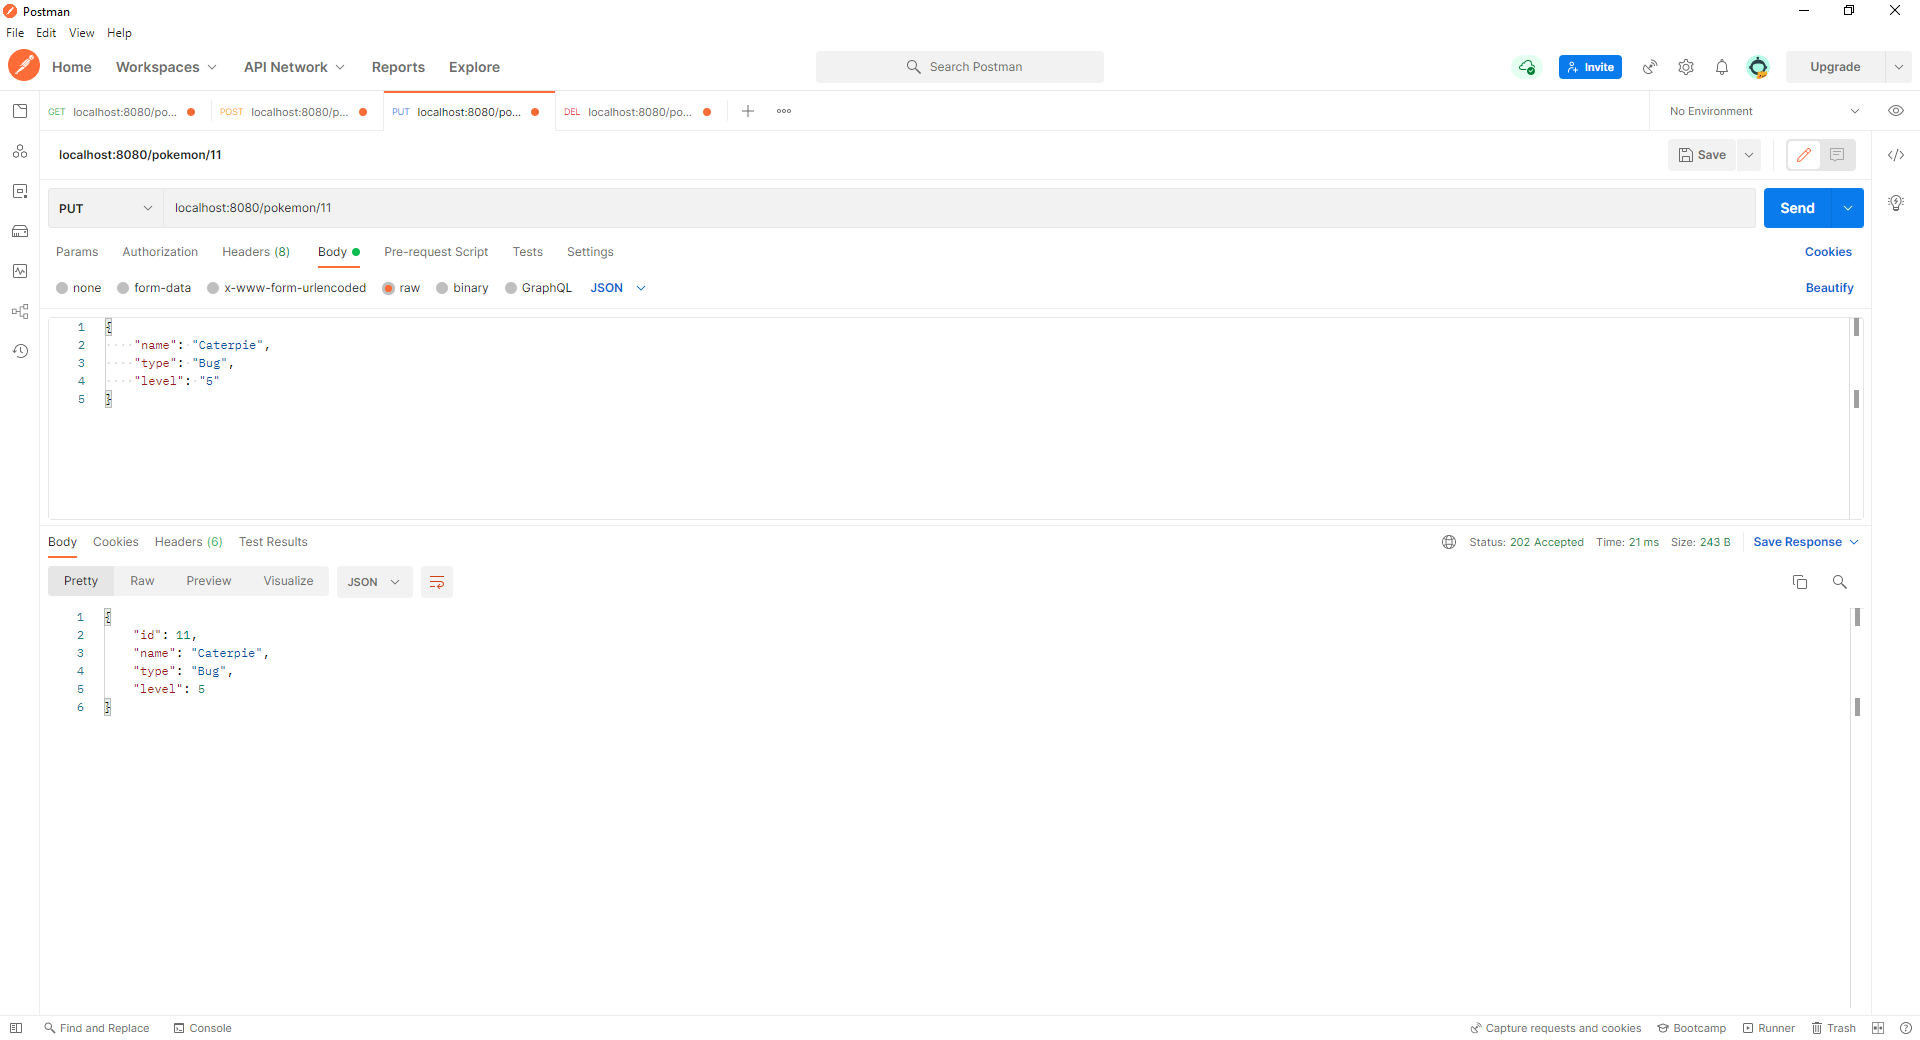 Postman
File Edit View Help
Home Workspaces API Network Reports Explore Search Postman Invite Upgrade
GET localhost:8080/po... POST localhost:8080/p... PUT localhost:8080/po... DEL localhost:8080/po... No Environment
localhost:8080/pokemon/11 Save
PUT localhost:8080/pokemon/11 Send
Params Authorization Headers (8) Body Pre-request Script Tests Settings Cookies
none form-data x-www-form-urlencoded raw binary GraphQL JSON Beautify
1 {
2 "name": "Caterpie",
3 "type": "Bug",
4 "level": "5"
5 }
Body Cookies Headers (6) Test Results Status: 202 Accepted Time: 21 ms Size: 243 B Save Response
Pretty Raw Preview Visualize JSON
1 {
2 "id": 11,
3 "name": "Caterpie",
4 "type": "Bug",
5 "level": 5
6 }
Find and Replace Console Capture requests and cookies Bootcamp Runner Trash